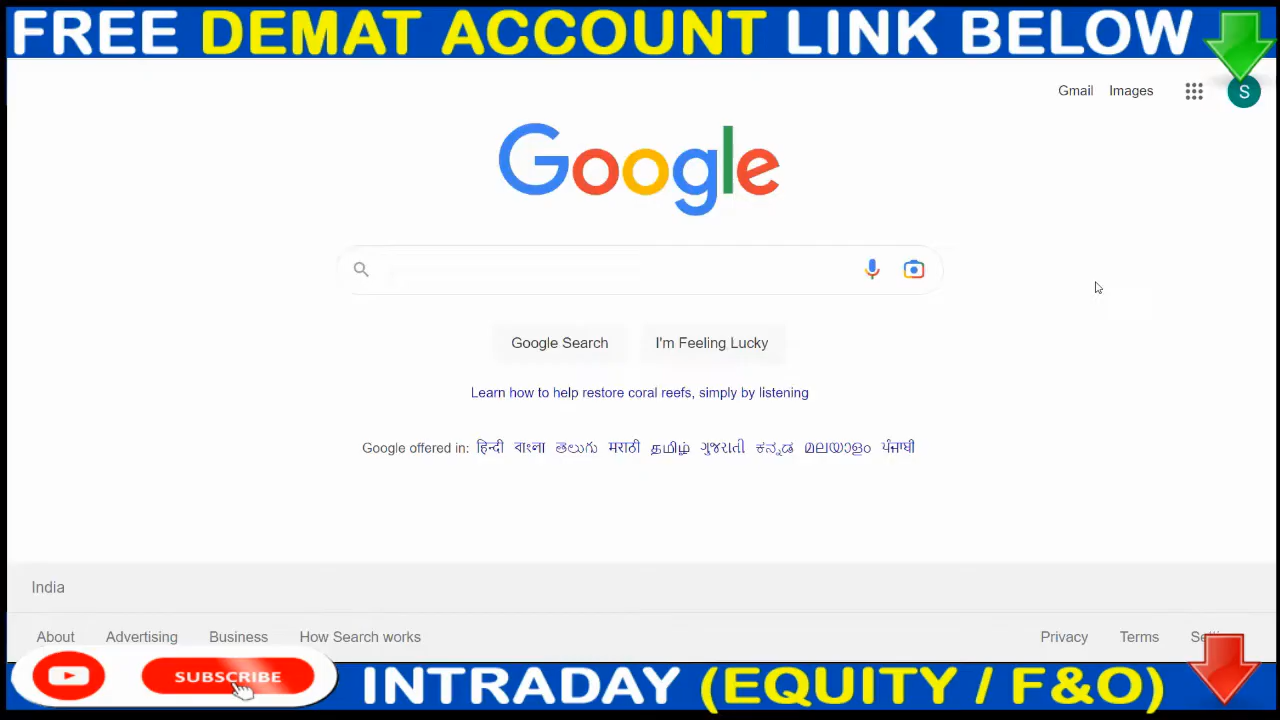 FREE DEMAT ACCOUNT LINK BELOW
Gmail Images
S
Google
Google Search I'm Feeling Lucky
Learn how to help restore coral reefs, simply by listening
Google offered in: हिन्दी বাংলা తెలుగు मराठी தமிழ் ગુજરાતી ಕನ್ನಡ മലയാളം ਪੰਜਾਬੀ
India
About Advertising Business How Search works Privacy Terms
SUBSCRIBE
INTRADAY (EQUITY / F&O)